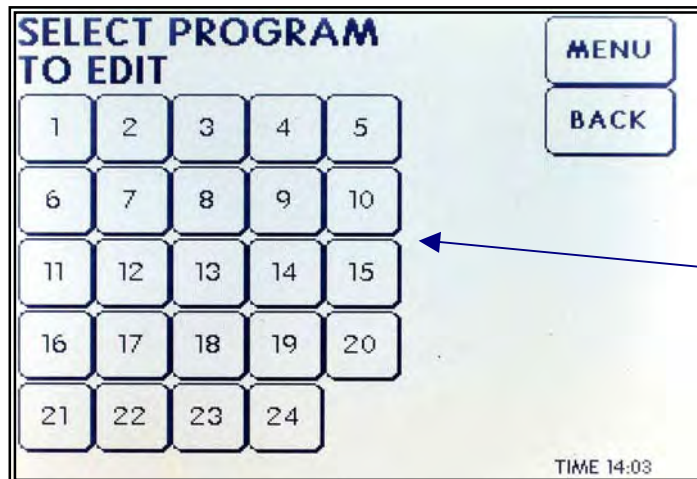 SELECT PROGRAM
TO EDIT
MENU
BACK
1 2 3 4 5
6 7 8 9 10
11 12 13 14 15
16 17 18 19 20
21 22 23 24
TIME 14:03